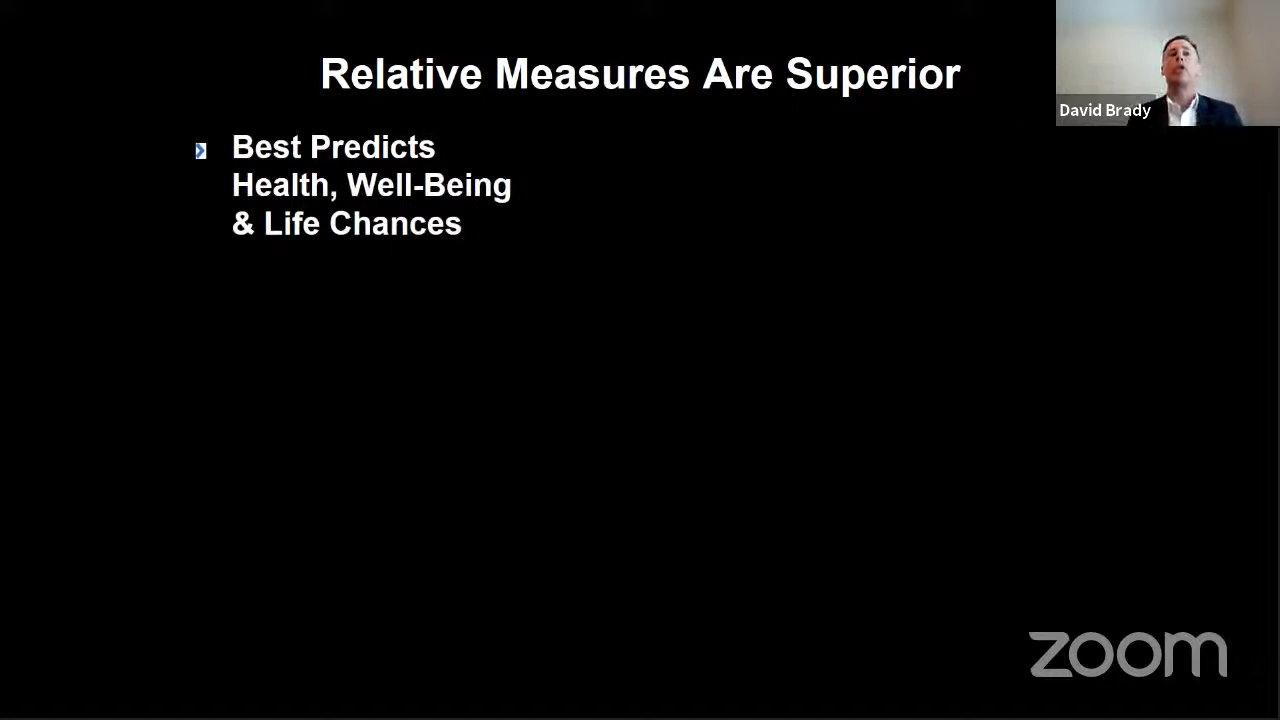 Relative Measures Are Superior
David Brady
Best Predicts
Health, Well-Being
& Life Chances
zoom